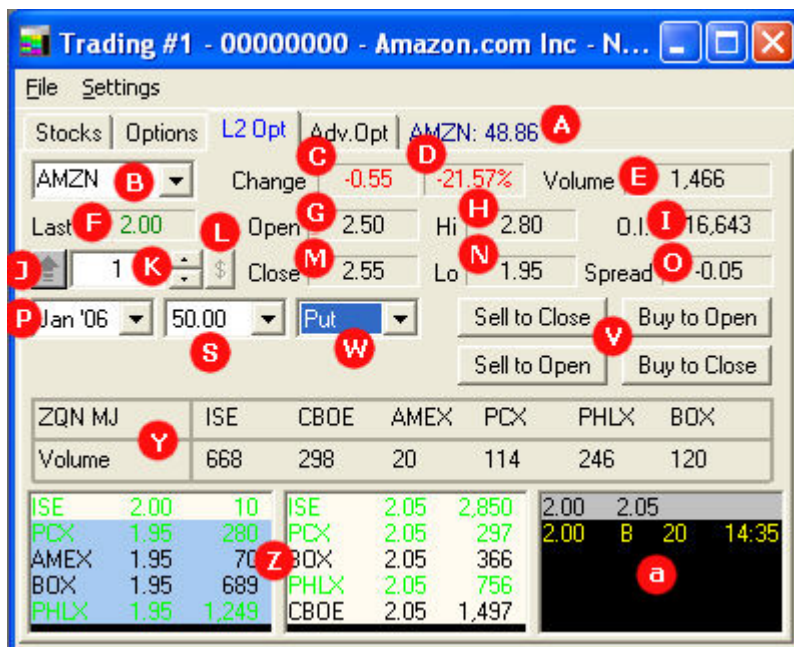 Trading #1 - 00000000 - Amazon.com Inc - N...
File Settings
Stocks Options L2 Opt Adv.Opt AMZN: 48.86 A
AMZN B Change C -0.55 D -21.57% Volume E 1,466
Last F 2.00 L Open G 2.50 Hi H 2.80 O.I. I 16,643
J 1 K $ Close M 2.55 Lo N 1.95 Spread O -0.05
P Jan '06 50.00 S Put W Sell to Close V Buy to Open
Sell to Open Buy to Close
ZQN MJ Y ISE CBOE AMEX PCX PHLX BOX
Volume 668 298 20 114 246 120
ISE 2.00 10 ISE 2.05 2,850 2.00 2.05
PCX 1.95 280 PCX 2.05 297 2.00 B 20 14:35
AMEX 1.95 70 Z BOX 2.05 366 a
BOX 1.95 689 PHLX 2.05 756
PHLX 1.95 1,249 CBOE 2.05 1,497